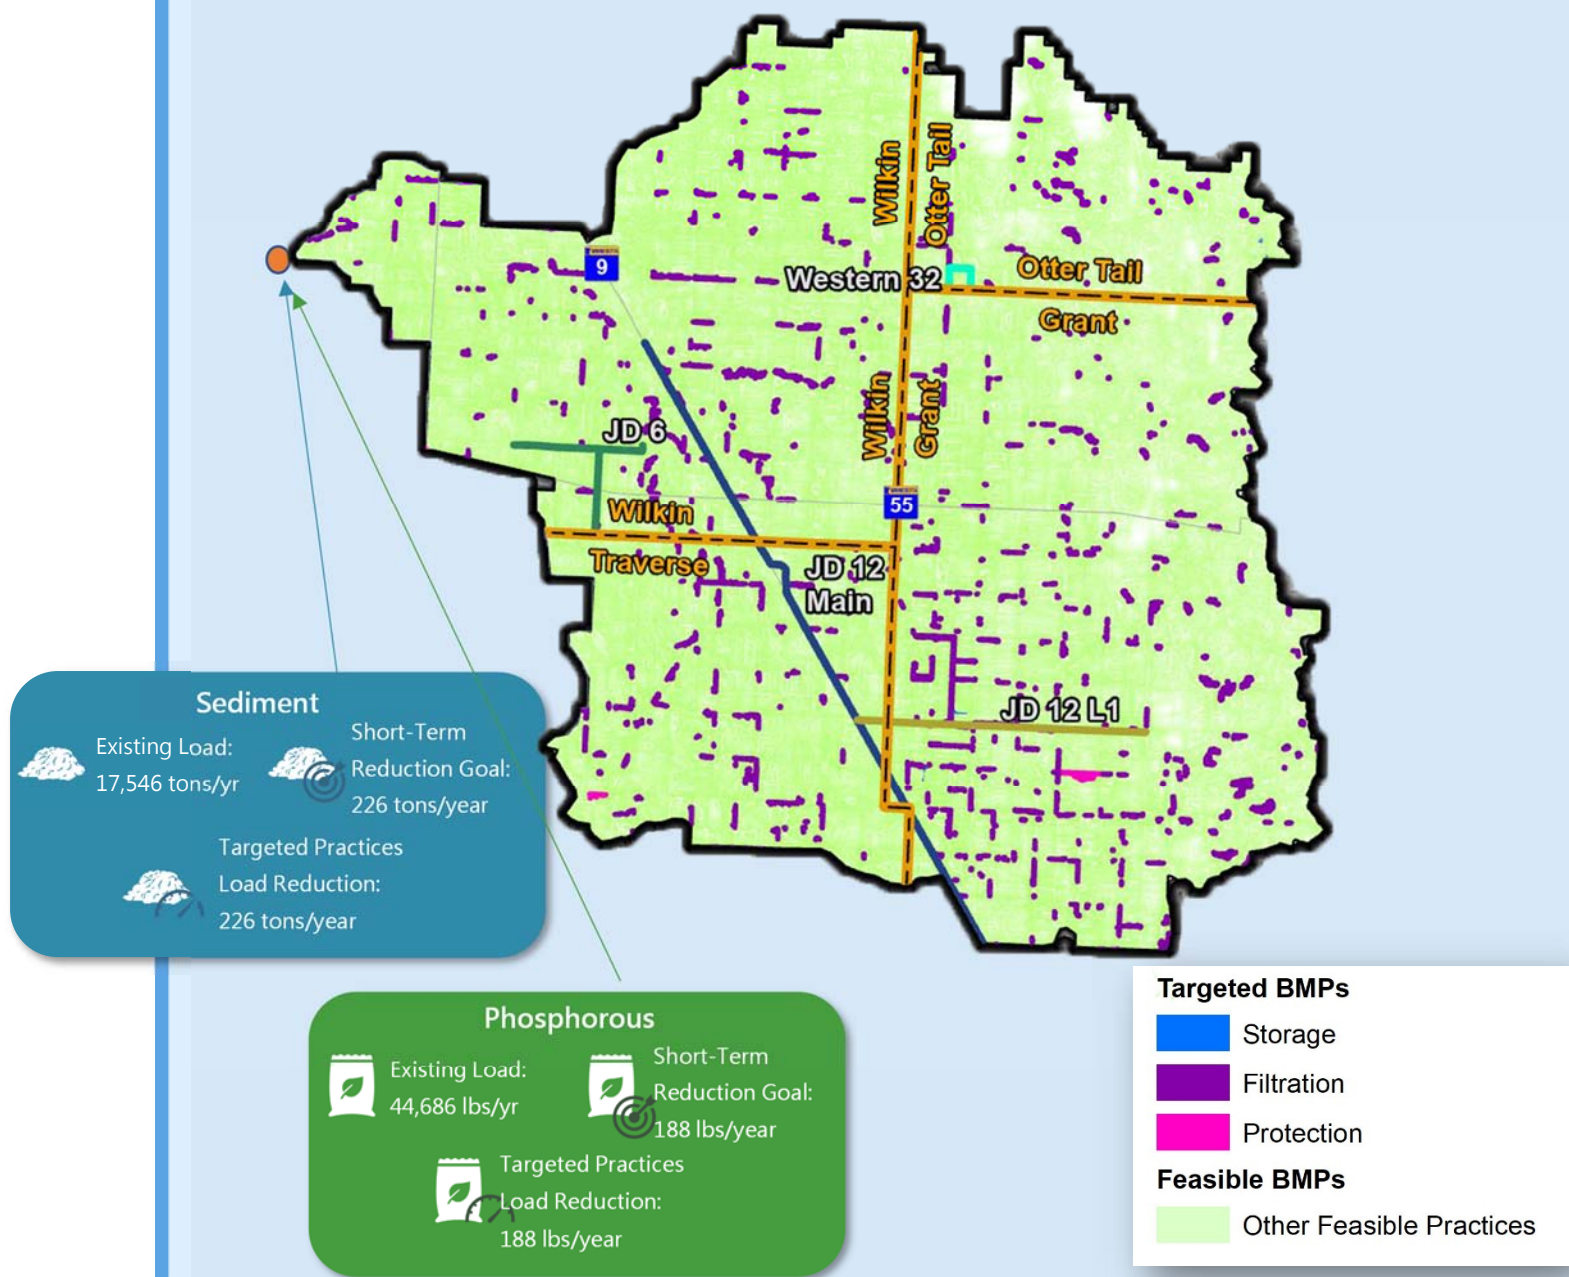 Wilkin
Otter Tail
9
Western 32
Otter Tail
Grant
Wilkin
Grant
JD 6
55
Wilkin
Traverse
JD 12
Main
JD 12 L1
Sediment
Existing Load:
17,546 tons/yr
Short-Term
Reduction Goal:
226 tons/year
Targeted Practices
Load Reduction:
226 tons/year
Phosphorous
Existing Load:
44,686 lbs/yr
Short-Term
Reduction Goal:
188 lbs/year
Targeted Practices
Load Reduction:
188 lbs/year
Targeted BMPs
Storage
Filtration
Protection
Feasible BMPs
Other Feasible Practices